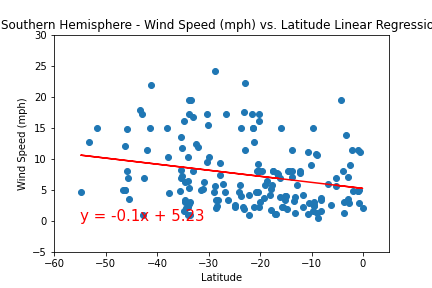 Southern Hemisphere - Wind Speed (mph) vs. Latitude Linear Regressio
30
25
20
15
10
5
0
−5
Wind Speed (mph)
y = -0.1x + 5.23
−60 −50 −40 −30 −20 −10 0
Latitude